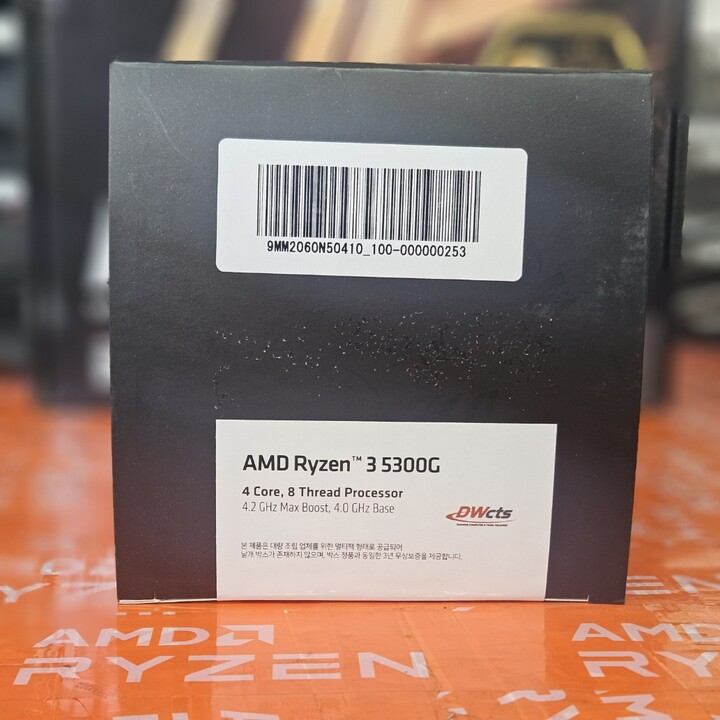 9MM2060N50410_100-000000253
AMD Ryzen™ 3 5300G
4 Core, 8 Thread Processor
4.2 GHz Max Boost, 4.0 GHz Base
DWcts
본 제품은 대량 조립 업체를 위한 멀티팩 형태로 공급되어
낱개 박스가 존재하지 않으며, 박스 정품과 동일한 3년 무상보증을 제공합니다.
AMD
RYZEN
AMD
RY
ZEN